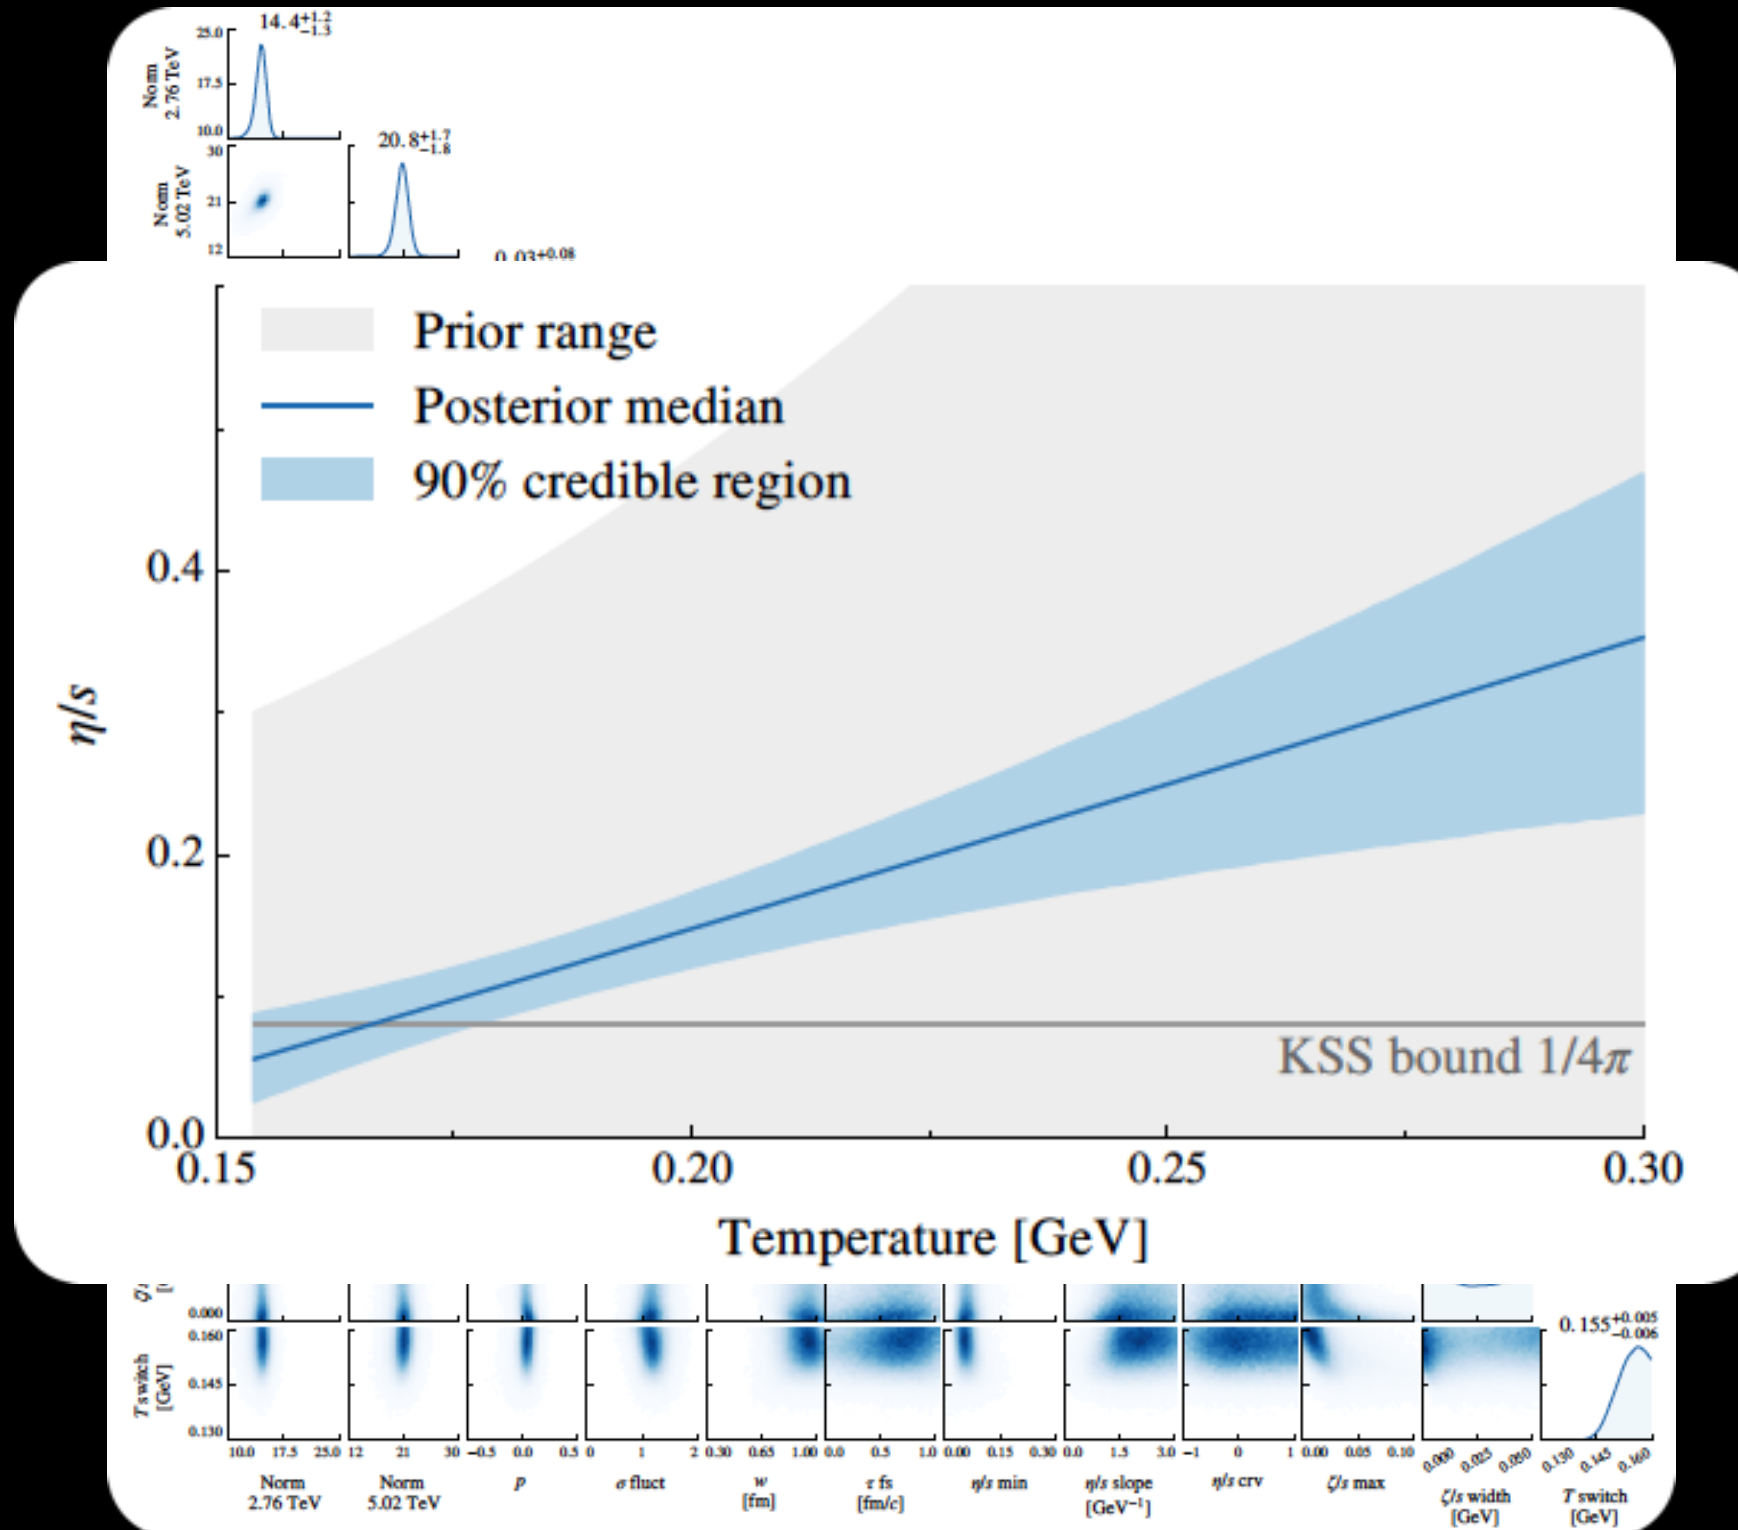 14.4+1.2
−1.3
Norm
2.76 TeV
25.0
17.5
10.0
20.8+1.7
−1.8
Norm
5.02 TeV
30
21
12
0.03+0.08
Prior range
Posterior median
90% credible region
η/s
0.4
0.2
0.0
KSS bound 1/4π
0.15 0.20 0.25 0.30
Temperature [GeV]
0.000
0.155+0.005
−0.006
T switch
[GeV]
0.160
0.145
0.130
10.0 17.5 25.0 12 21 30 −0.5 0.0 0.5 0 1 2 0.30 0.65 1.00 0.0 0.5 1.0 0.00 0.15 0.30 0.0 1.5 3.0 −1 0 1 0.00 0.05 0.10 0.000 0.025 0.050 0.130 0.145 0.160
Norm
2.76 TeV
Norm
5.02 TeV
p
σ fluct
w
[fm]
τ fs
[fm/c]
η/s min
η/s slope
[GeV−1]
η/s crv
ζ/s max
ζ/s width
[GeV]
T switch
[GeV]